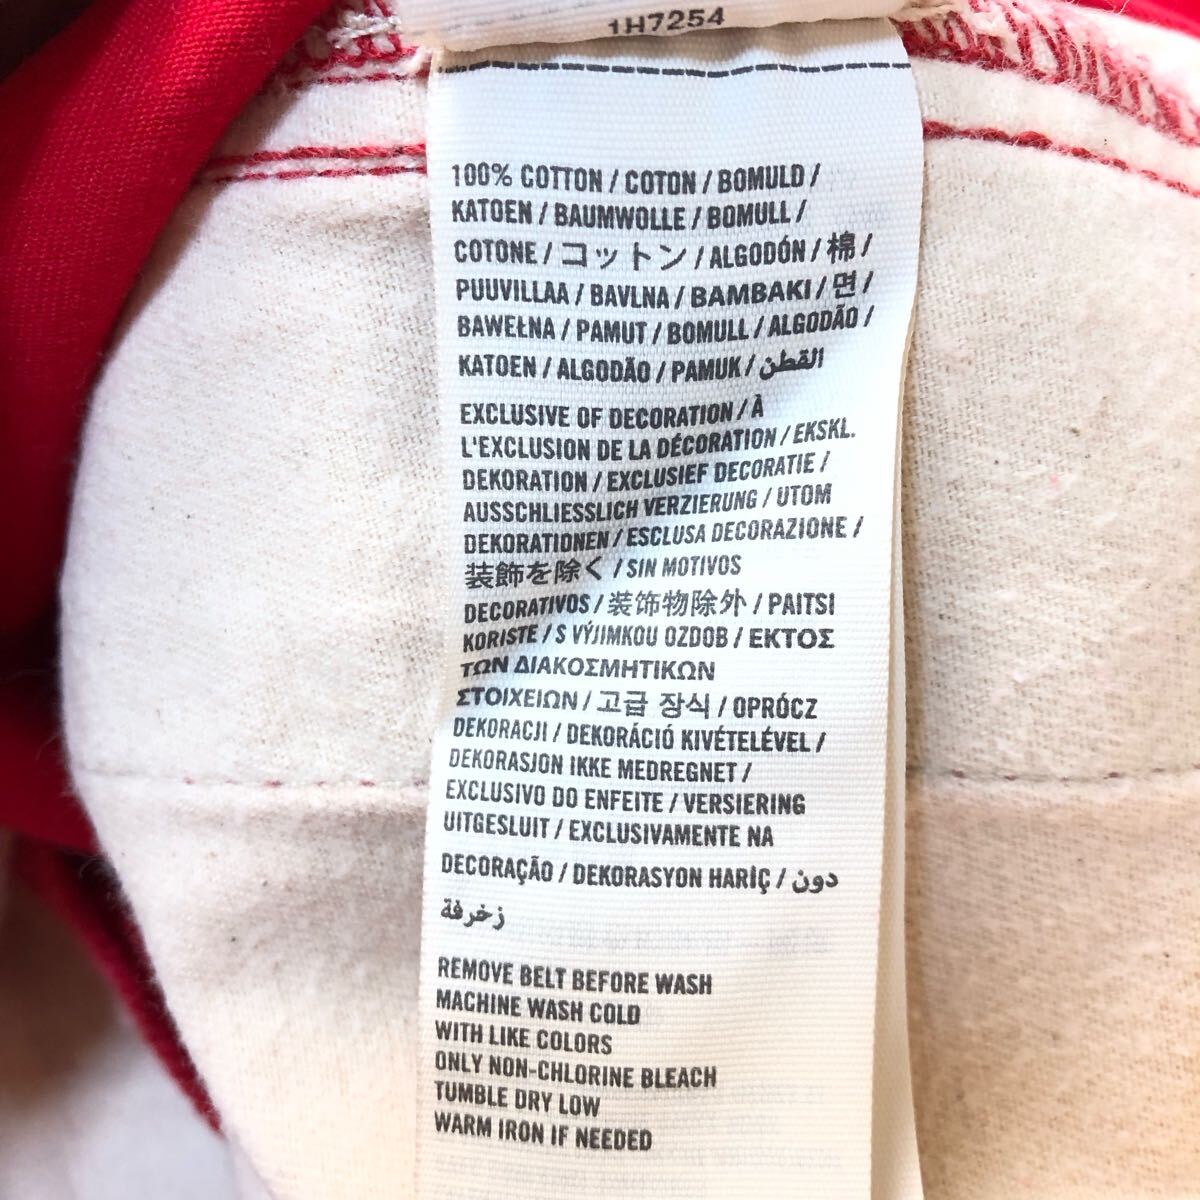 1H7254
100% COTTON / COTON / BOMULD /
KATOEN / BAUMWOLLE / BOMULL /
COTONE / コットン / ALGODÓN / 棉 /
PUUVILLAA / BAVLNA / BAMBAKI / 면 /
BAWEŁNA / PAMUT / BOMULL / ALGODÃO /
KATOEN / ALGODÃO / PAMUK / القطن
EXCLUSIVE OF DECORATION / À
L'EXCLUSION DE LA DÉCORATION / EKSKL.
DEKORATION / EXCLUSIEF DECORATIE /
AUSSCHLIESSLICH VERZIERUNG / UTOM
DEKORATIONEN / ESCLUSA DECORAZIONE /
装飾を除く / SIN MOTIVOS
DECORATIVOS / 装饰物除外 / PAITSI
KORISTE / S VÝJIMKOU OZDOB / ΕΚΤΟΣ
ΤΩΝ ΔΙΑΚΟΣΜΗΤΙΚΩΝ
ΣΤΟΙΧΕΙΩΝ / 고급 장식 / OPRÓCZ
DEKORACJI / DEKORÁCIÓ KIVÉTELÉVEL /
DEKORASJON IKKE MEDREGNET /
EXCLUSIVO DO ENFEITE / VERSIERING
UITGESLUIT / EXCLUSIVAMENTE NA
DECORAÇÃO / DEKORASYON HARİÇ / دون
زخرفة
REMOVE BELT BEFORE WASH
MACHINE WASH COLD
WITH LIKE COLORS
ONLY NON-CHLORINE BLEACH
TUMBLE DRY LOW
WARM IRON IF NEEDED